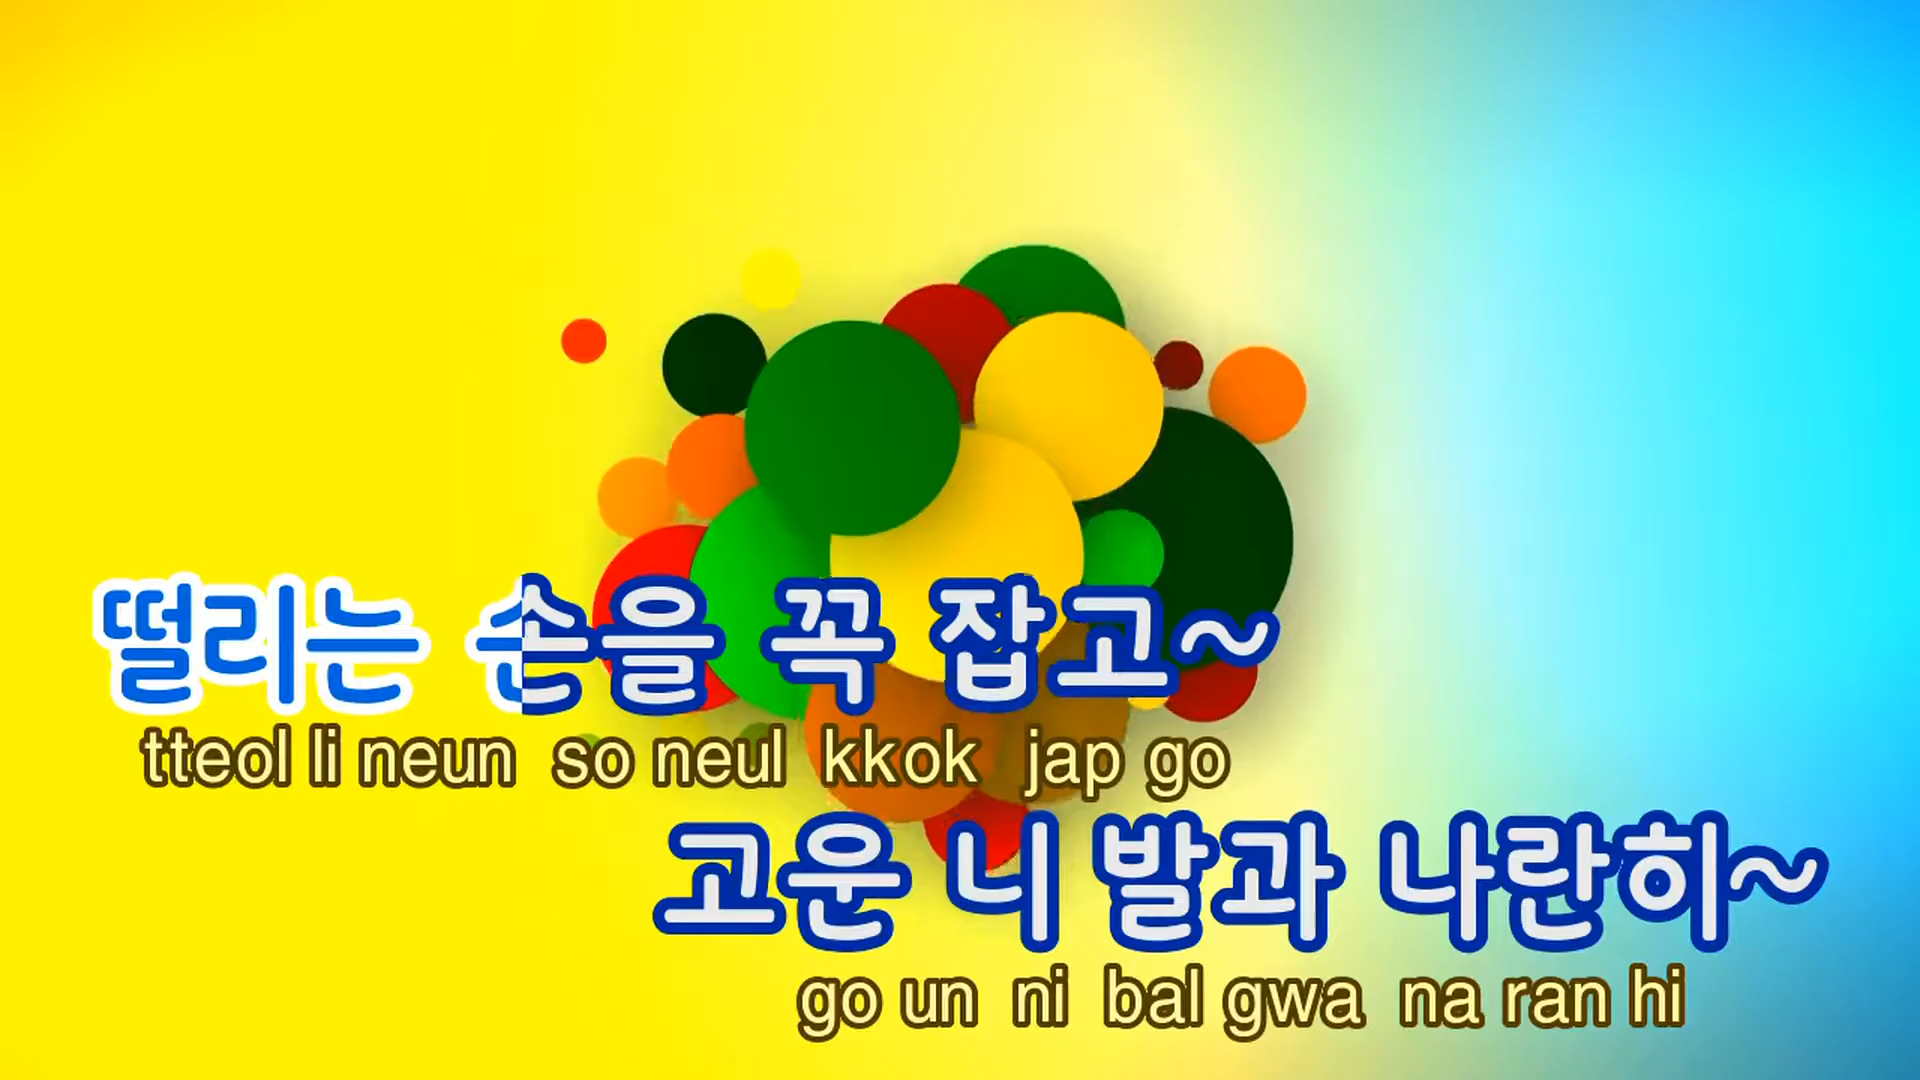 떨리는 손을 꼭 잡고~
tteol li neun so neul kkok jap go
고운 니 발과 나란히~
go un ni bal gwa na ran hi